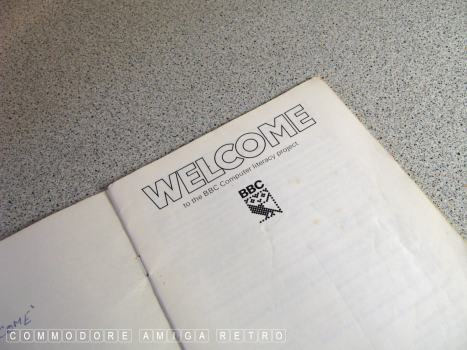 WELCOME
to the BBC Computer literacy project
BBC
COMMODORE AMIGA RETRO